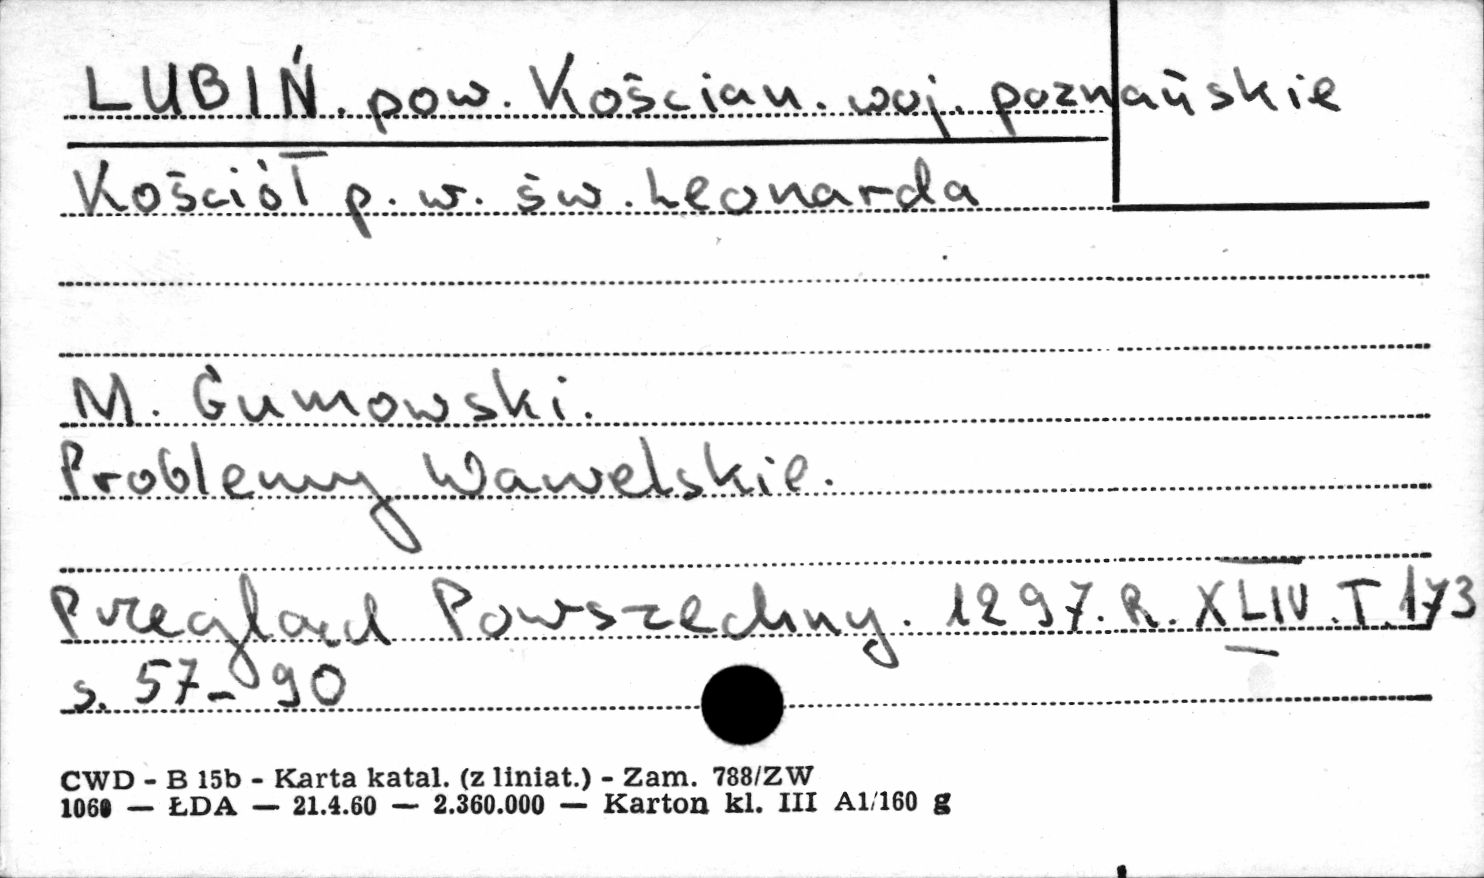 LUBIŃ. pow. Kościan. woj. poznańskie
Kościół p. w. św. Leonarda
M. Gumowski.
Problemy Wawelskie.
Przegląd Powszechny. 1297. R. XLIV. T. 173
s. 57-90
CWD - B 15b - Karta katal. (z liniat.) - Zam. 788/ZW
1060 — ŁDA — 21.4.60 — 2.360.000 — Karton kl. III A1/160 g